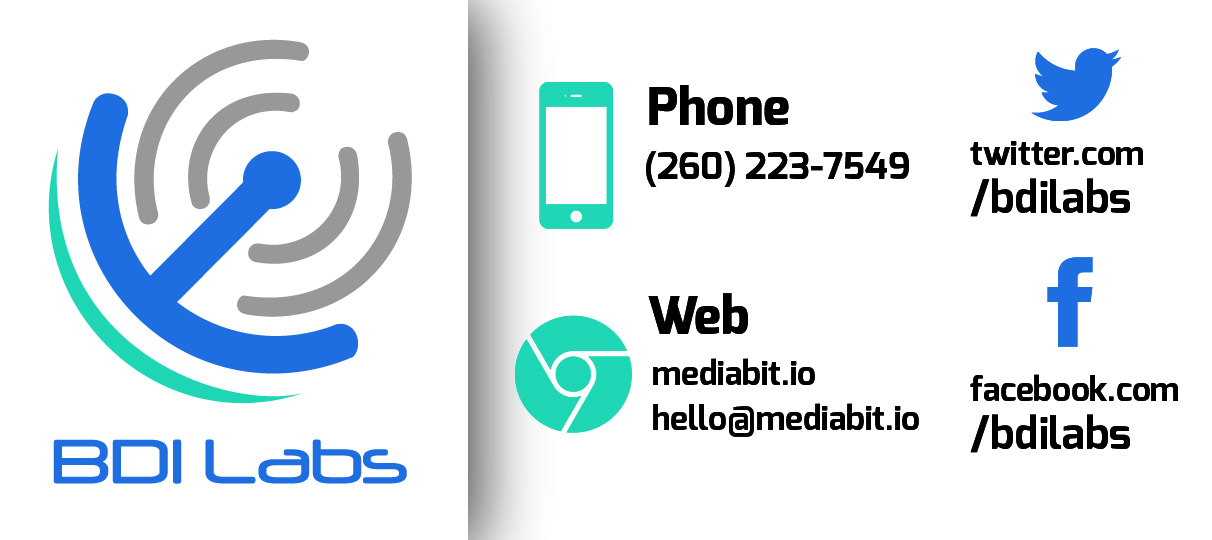 BDI Labs
Phone
(260) 223-7549
Web
mediabit.io
hello@mediabit.io
twitter.com
/bdilabs
facebook.com
/bdilabs